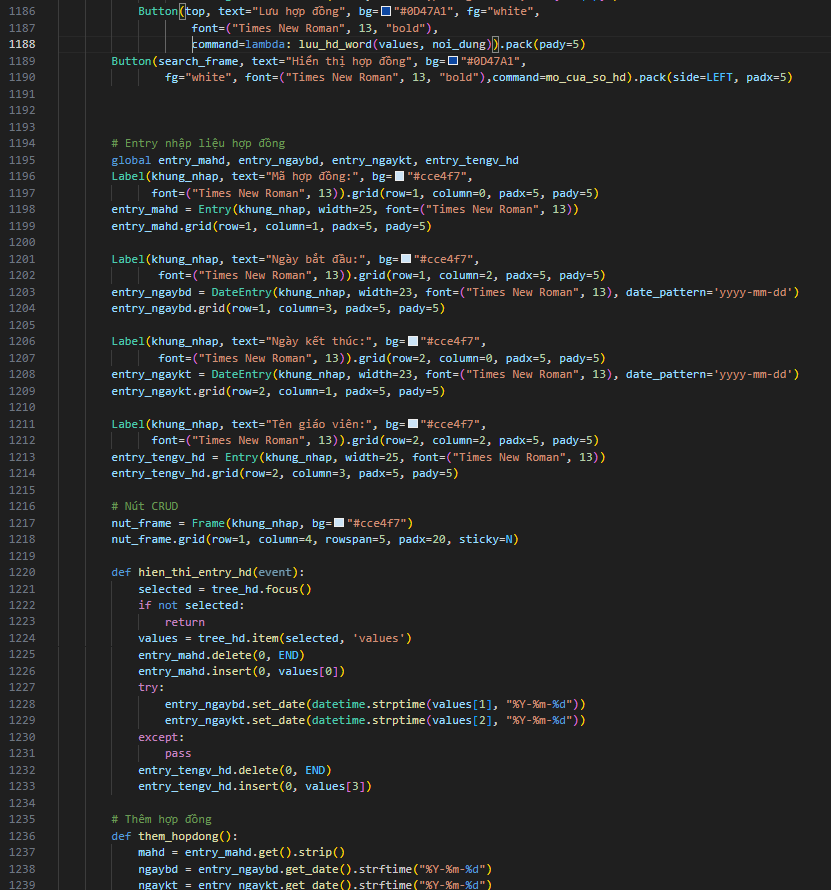 1186 Button(top, text="Lưu hợp đồng", bg="#0D47A1", fg="white",
1187 font=("Times New Roman", 13, "bold"),
1188 command=lambda: luu_hd_word(values, noi_dung)).pack(pady=5)
1189 Button(search_frame, text="Hiển thị hợp đồng", bg="#0D47A1",
1190 fg="white", font=("Times New Roman", 13, "bold"),command=mo_cua_so_hd).pack(side=LEFT, padx=5)
1191
1192
1193
1194 # Entry nhập liệu hợp đồng
1195 global entry_mahd, entry_ngaybd, entry_ngaykt, entry_tengv_hd
1196 Label(khung_nhap, text="Mã hợp đồng:", bg="#cce4f7",
1197 font=("Times New Roman", 13)).grid(row=1, column=0, padx=5, pady=5)
1198 entry_mahd = Entry(khung_nhap, width=25, font=("Times New Roman", 13))
1199 entry_mahd.grid(row=1, column=1, padx=5, pady=5)
1200
1201 Label(khung_nhap, text="Ngày bắt đầu:", bg="#cce4f7",
1202 font=("Times New Roman", 13)).grid(row=1, column=2, padx=5, pady=5)
1203 entry_ngaybd = DateEntry(khung_nhap, width=23, font=("Times New Roman", 13), date_pattern='yyyy-mm-dd')
1204 entry_ngaybd.grid(row=1, column=3, padx=5, pady=5)
1205
1206 Label(khung_nhap, text="Ngày kết thúc:", bg="#cce4f7",
1207 font=("Times New Roman", 13)).grid(row=2, column=0, padx=5, pady=5)
1208 entry_ngaykt = DateEntry(khung_nhap, width=23, font=("Times New Roman", 13), date_pattern='yyyy-mm-dd')
1209 entry_ngaykt.grid(row=2, column=1, padx=5, pady=5)
1210
1211 Label(khung_nhap, text="Tên giáo viên:", bg="#cce4f7",
1212 font=("Times New Roman", 13)).grid(row=2, column=2, padx=5, pady=5)
1213 entry_tengv_hd = Entry(khung_nhap, width=25, font=("Times New Roman", 13))
1214 entry_tengv_hd.grid(row=2, column=3, padx=5, pady=5)
1215
1216 # Nút CRUD
1217 nut_frame = Frame(khung_nhap, bg="#cce4f7")
1218 nut_frame.grid(row=1, column=4, rowspan=5, padx=20, sticky=N)
1219
1220 def hien_thi_entry_hd(event):
1221 selected = tree_hd.focus()
1222 if not selected:
1223 return
1224 values = tree_hd.item(selected, 'values')
1225 entry_mahd.delete(0, END)
1226 entry_mahd.insert(0, values[0])
1227 try:
1228 entry_ngaybd.set_date(datetime.strptime(values[1], "%Y-%m-%d"))
1229 entry_ngaykt.set_date(datetime.strptime(values[2], "%Y-%m-%d"))
1230 except:
1231 pass
1232 entry_tengv_hd.delete(0, END)
1233 entry_tengv_hd.insert(0, values[3])
1234
1235 # Thêm hợp đồng
1236 def them_hopdong():
1237 mahd = entry_mahd.get().strip()
1238 ngaybd = entry_ngaybd.get_date().strftime("%Y-%m-%d")
1239 ngaykt = entry_ngaykt.get_date().strftime("%Y-%m-%d")